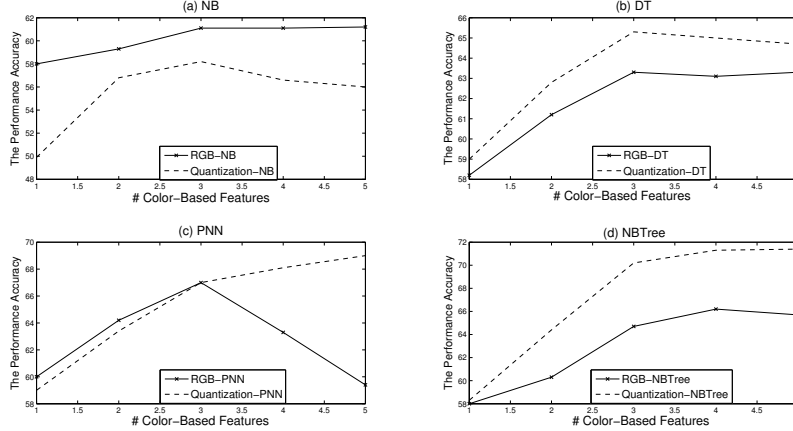 (a) NB
62
60
58
56
54
52
50
48
1 1.5 2 2.5 3 3.5 4 4.5 5
# Color−Based Features
The Performance Accuracy
RGB−NB
Quantization−NB
(b) DT
66
65
64
63
62
61
60
59
58
1 1.5 2 2.5 3 3.5 4 4.5
# Color−Based Features
The Performance Accuracy
RGB−DT
Quantization−DT
(c) PNN
70
68
66
64
62
60
58
1 1.5 2 2.5 3 3.5 4 4.5 5
# Color−Based Features
The Performance Accuracy
RGB−PNN
Quantization−PNN
(d) NBTree
72
70
68
66
64
62
60
58
1 1.5 2 2.5 3 3.5 4 4.5
# Color−Based Features
The Performance Accuracy
RGB−NBTree
Quantization−NBTree